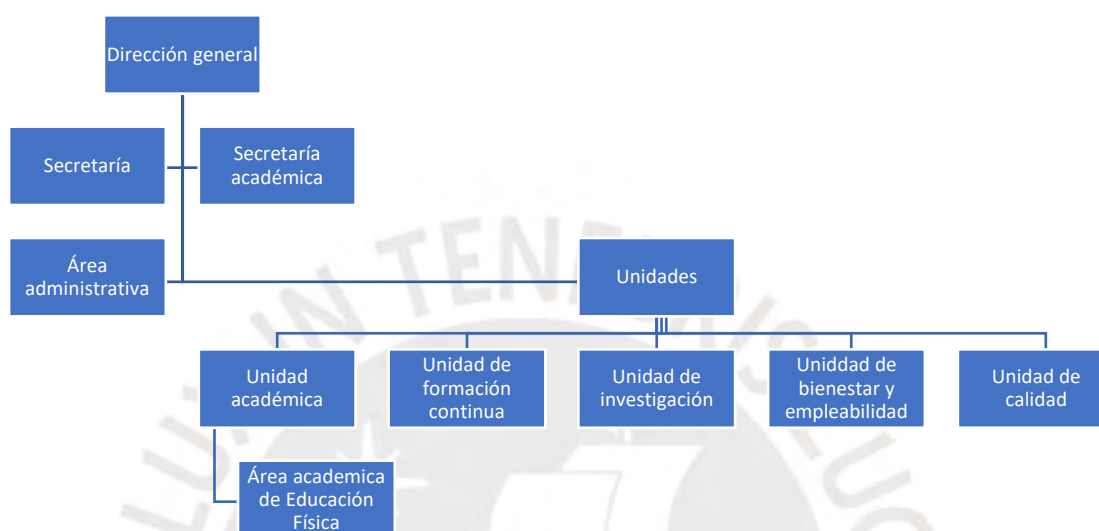 Dirección general
Secretaría
Secretaría
académica
Área
administrativa
Unidades
Unidad
académica
Unidad de
formación
continua
Unidad de
investigación
Uniddad de
bienestar y
empleabilidad
Unidad de
calidad
Área academica
de Educación
Física